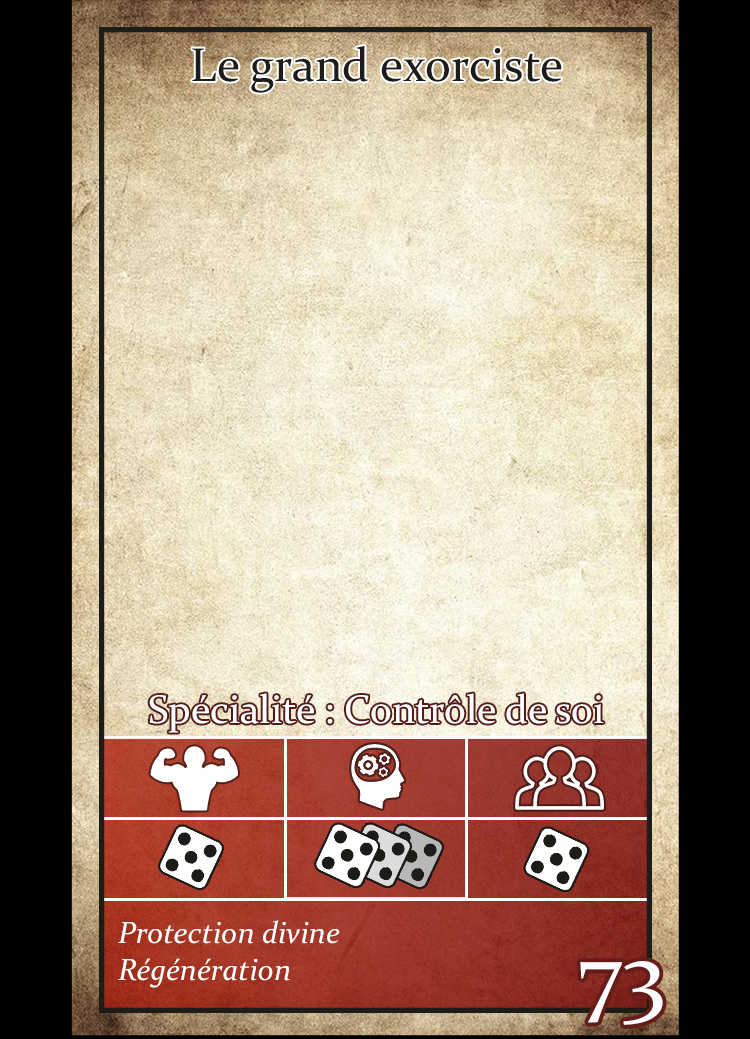 Le grand exorciste
Spécialité : Contrôle de soi
Protection divine
Régénération
73